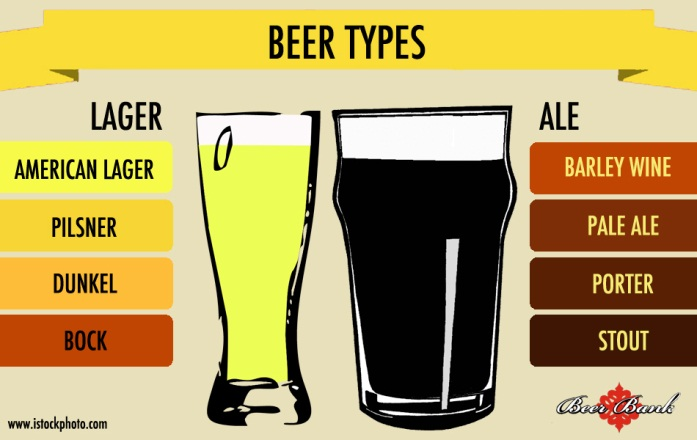 BEER TYPES
LAGER
AMERICAN LAGER
PILSNER
DUNKEL
BOCK
ALE
BARLEY WINE
PALE ALE
PORTER
STOUT
www.istockphoto.com
Beer Bank